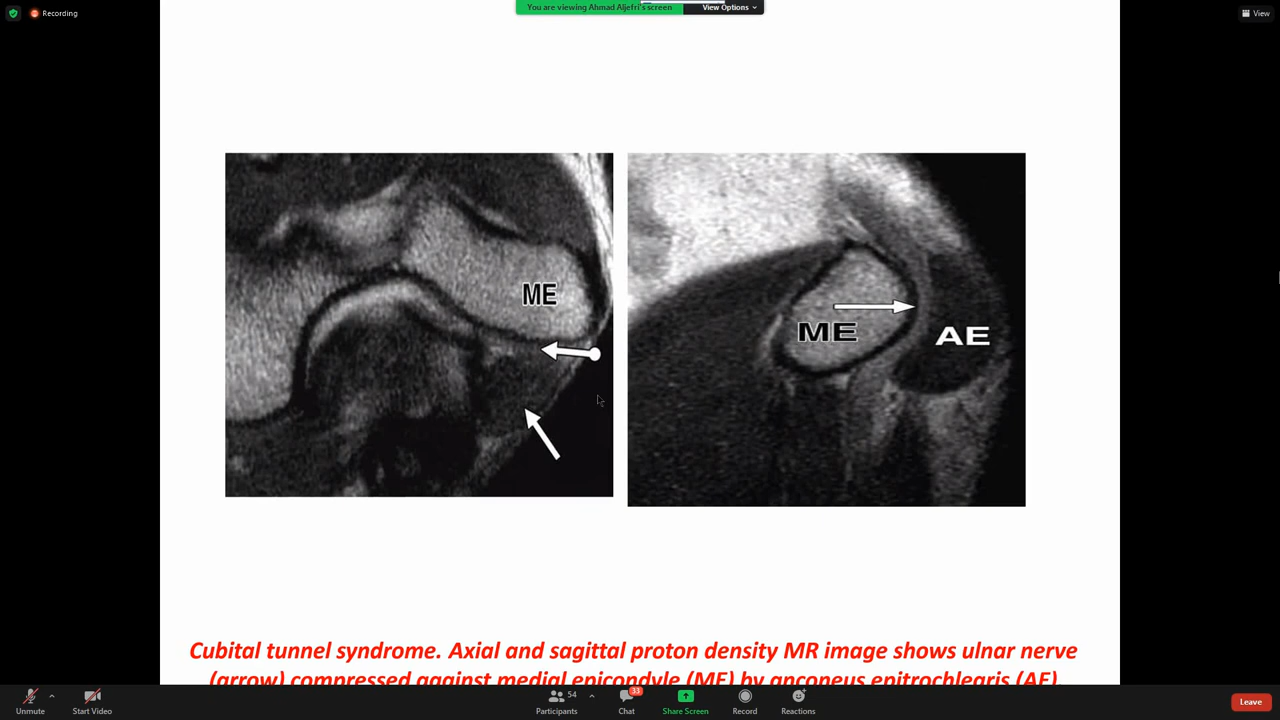 Recording
You are viewing Ahmad Aljefri's screen
View Options
View
ME
ME
AE
Cubital tunnel syndrome. Axial and sagittal proton density MR image shows ulnar nerve
(arrow) compressed against medial epicondyle (ME) by anconeus epitrochlearis (AE).
Unmute
Start Video
54
Participants
33
Chat
Share Screen
Record
Reactions
Leave